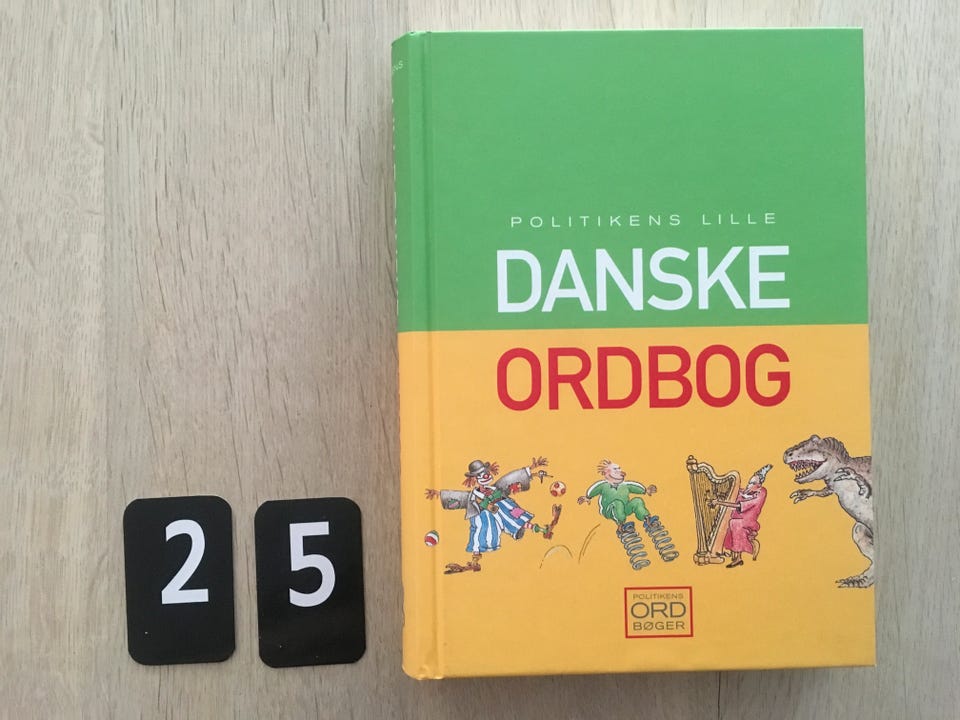 POLITIKENS LILLE
DANSKE
ORDBOG
POLITIKENS
ORD
BØGER
2 5